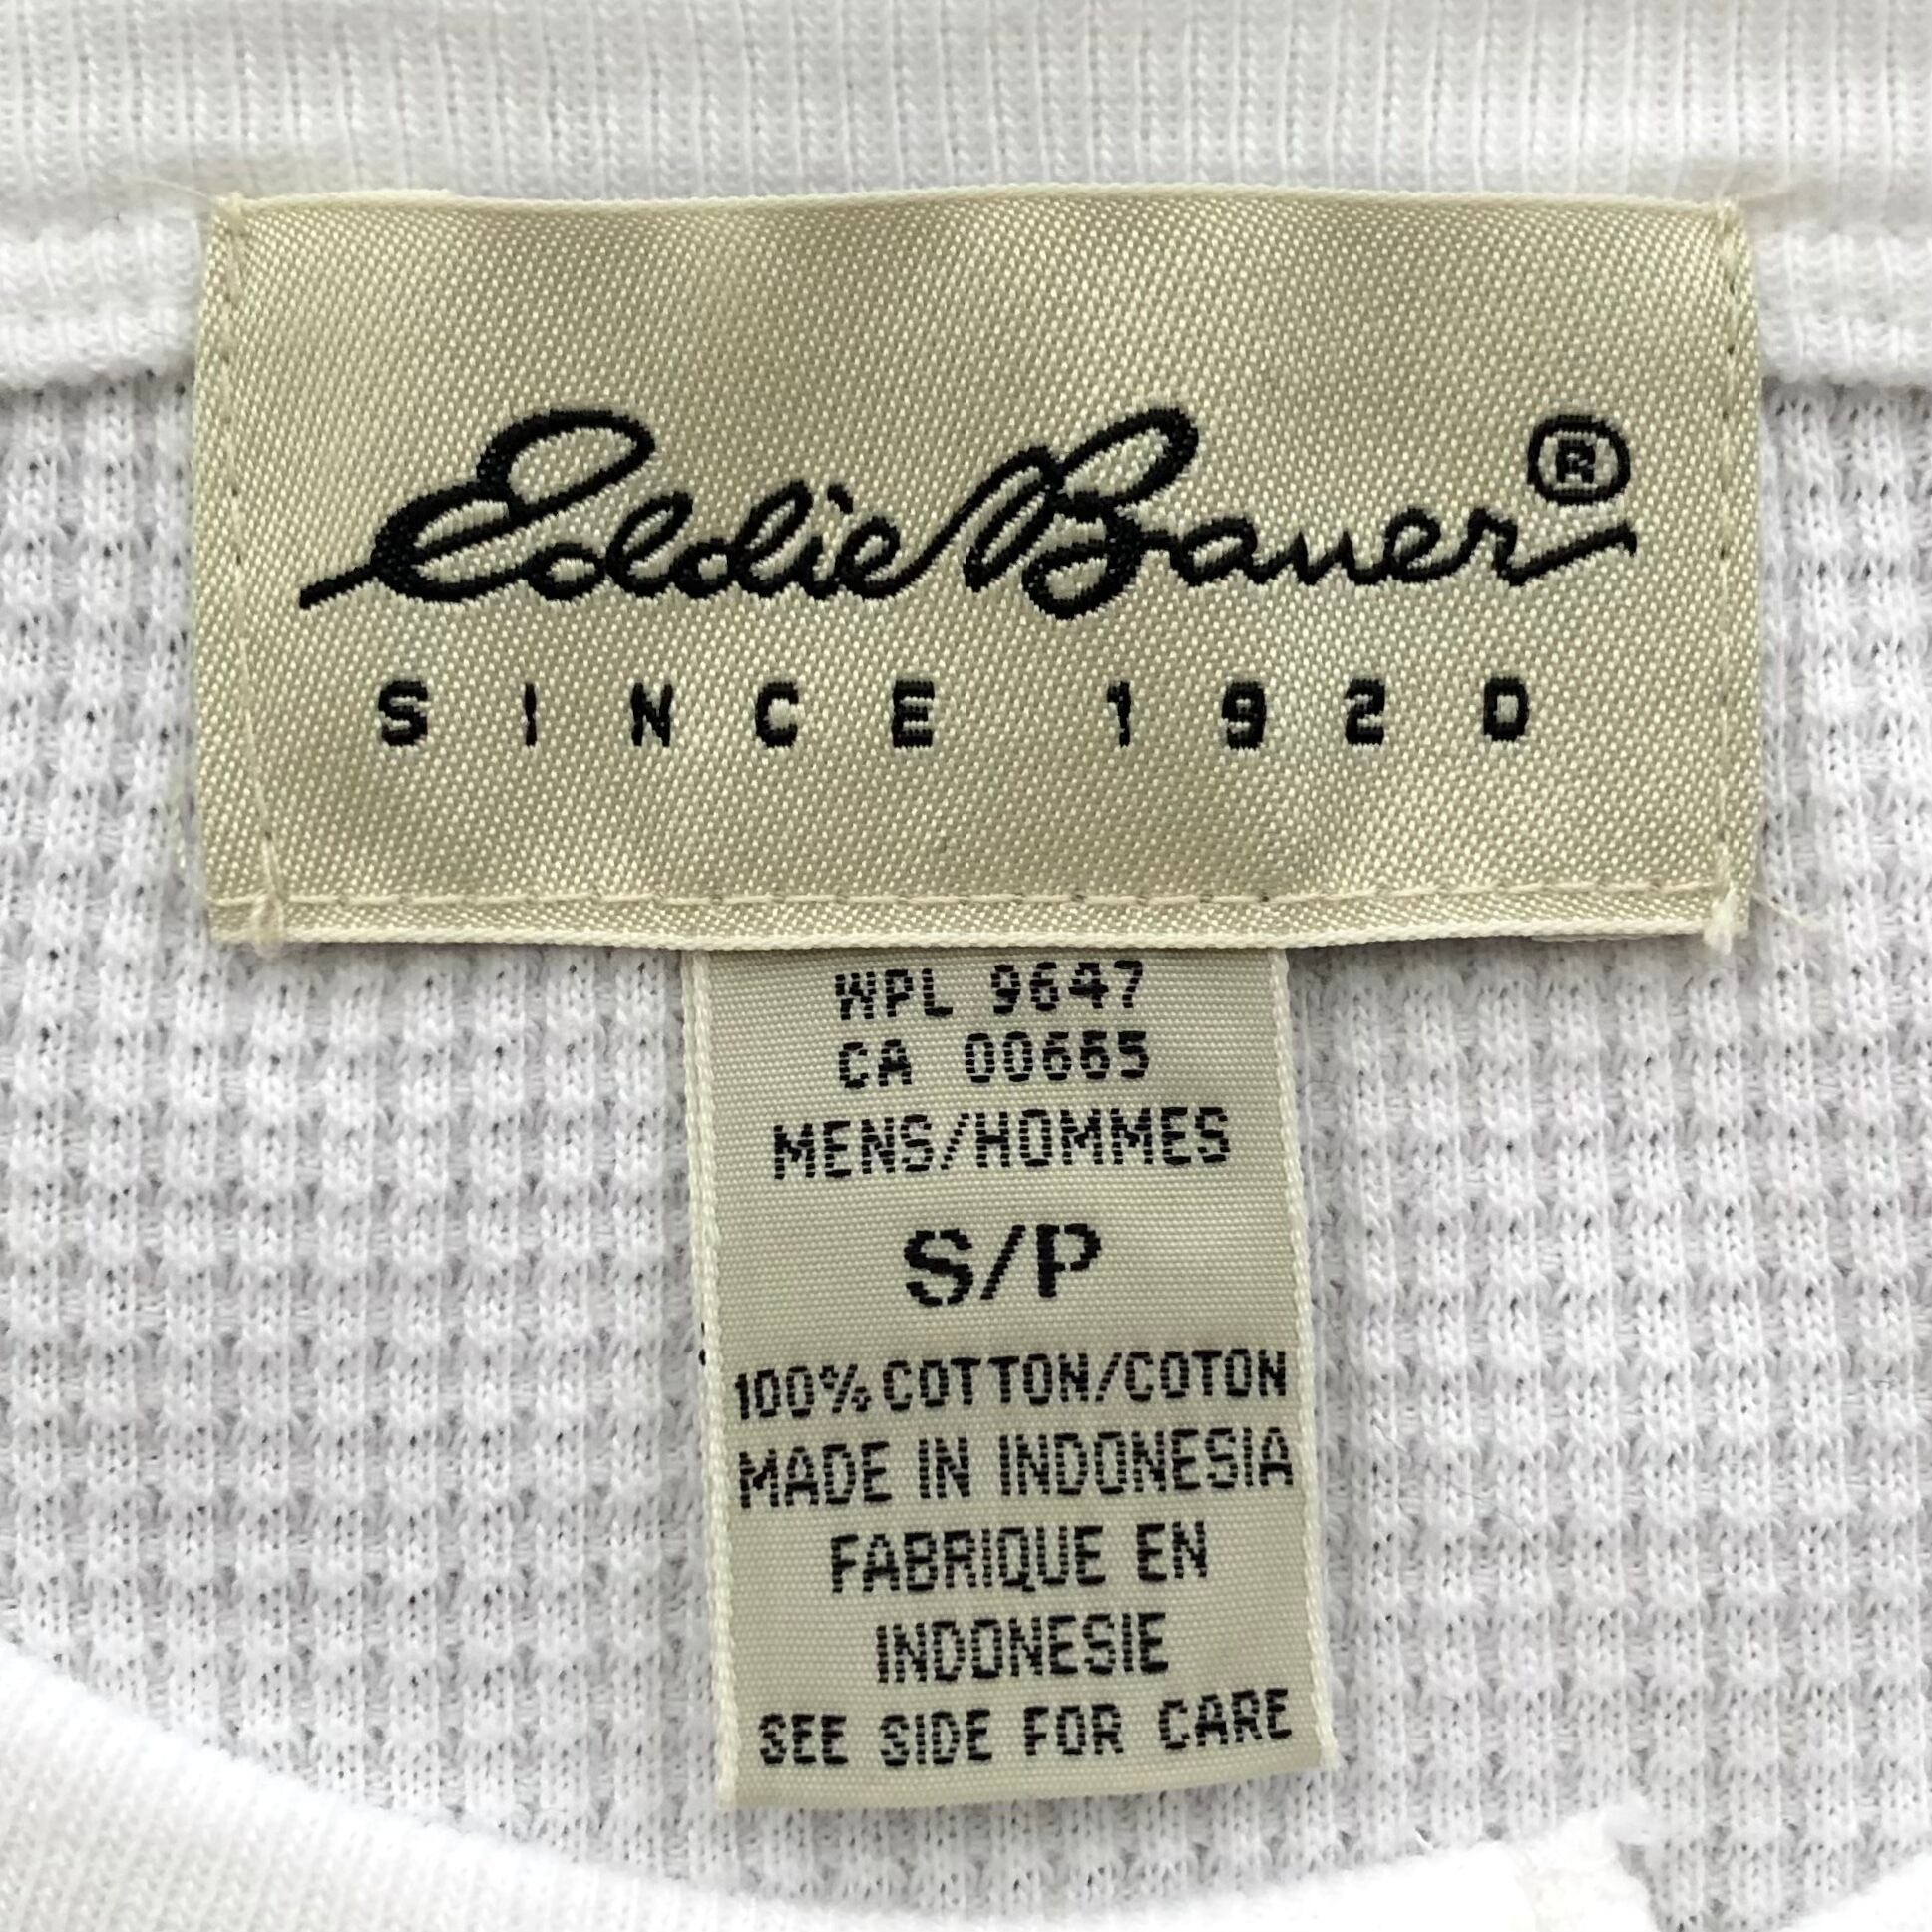 Eddie Bauer®
SINCE 1920
WPL 9647
CA 00665
MENS/HOMMES
S/P
100% COTTON/COTON
MADE IN INDONESIA
FABRIQUE EN
INDONESIE
SEE SIDE FOR CARE